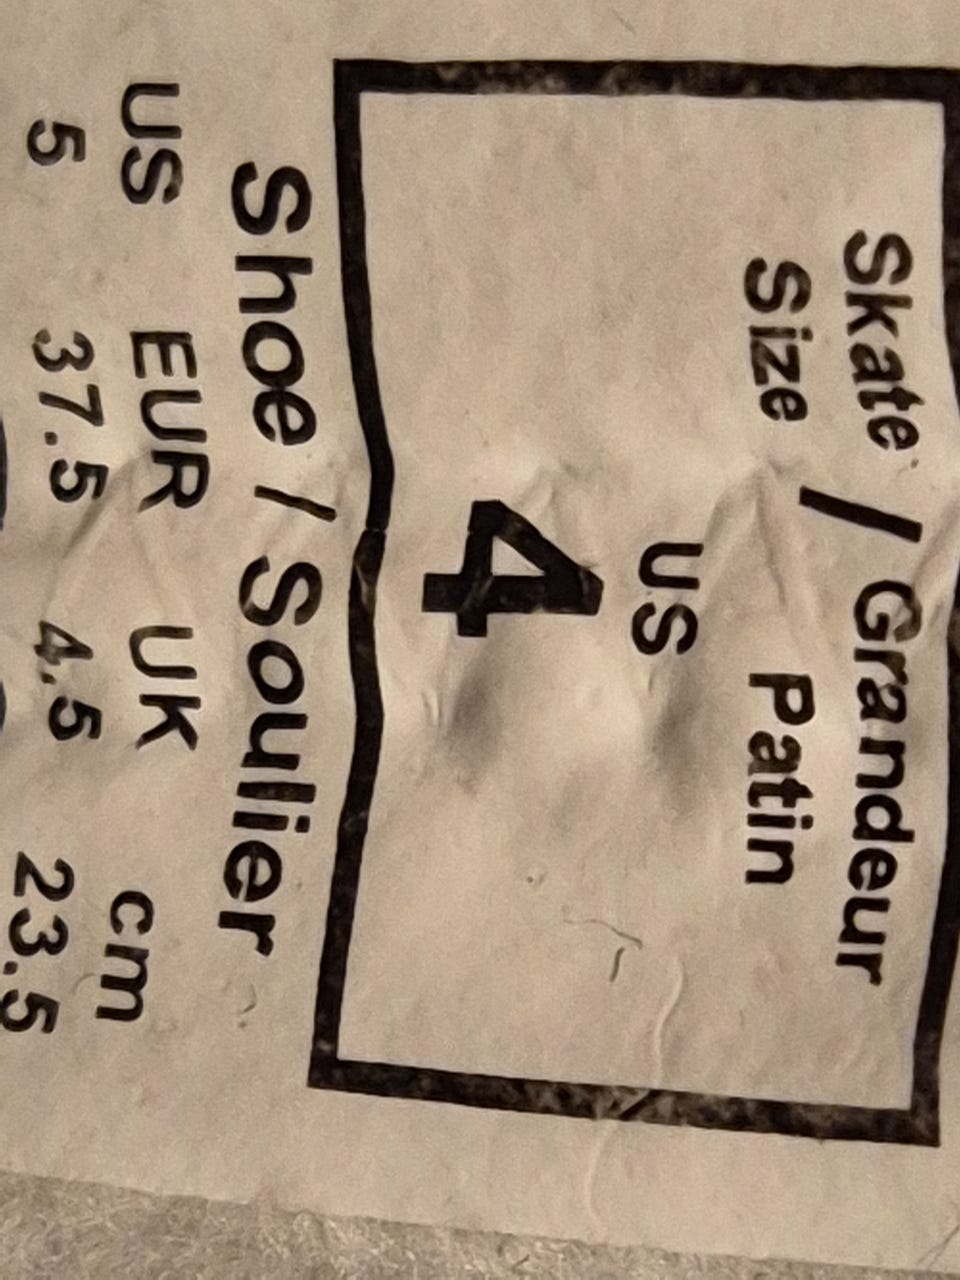 Skate / Grandeur
Size Patin
US
4
Shoe / Soulier
US EUR UK cm
5 37.5 4.5 23.5